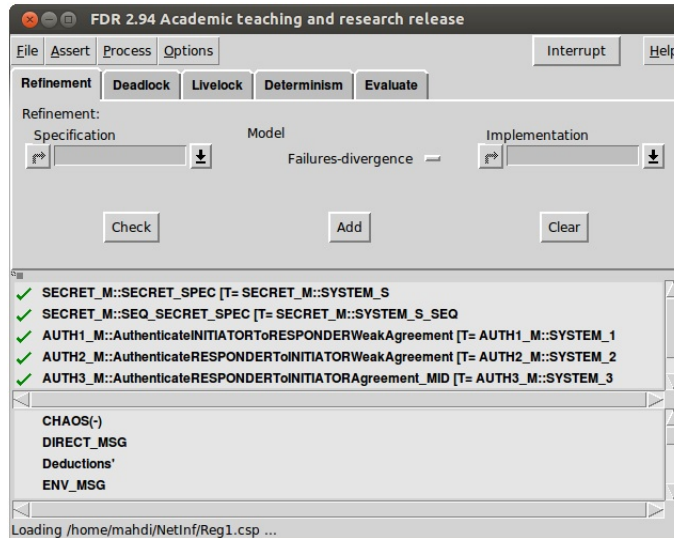 FDR 2.94 Academic teaching and research release
File Assert Process Options Interrupt Help
Refinement Deadlock Livelock Determinism Evaluate
Refinement:
Specification Model Implementation
Failures-divergence
Check Add Clear
SECRET_M::SECRET_SPEC [T= SECRET_M::SYSTEM_S
SECRET_M::SEQ_SECRET_SPEC [T= SECRET_M::SYSTEM_S_SEQ
AUTH1_M::AuthenticateINITIATORToRESPONDERWeakAgreement [T= AUTH1_M::SYSTEM_1
AUTH2_M::AuthenticateRESPONDERToINITIATORWeakAgreement [T= AUTH2_M::SYSTEM_2
AUTH3_M::AuthenticateRESPONDERToINITIATORAgreement_MID [T= AUTH3_M::SYSTEM_3
CHAOS(-)
DIRECT_MSG
Deductions'
ENV_MSG
Loading /home/mahdi/NetInf/Reg1.csp ...